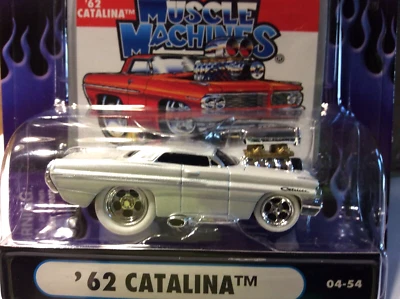 '62
CATALINA™
MUSCLE
MACHINES®
'62 CATALINA™
04-54